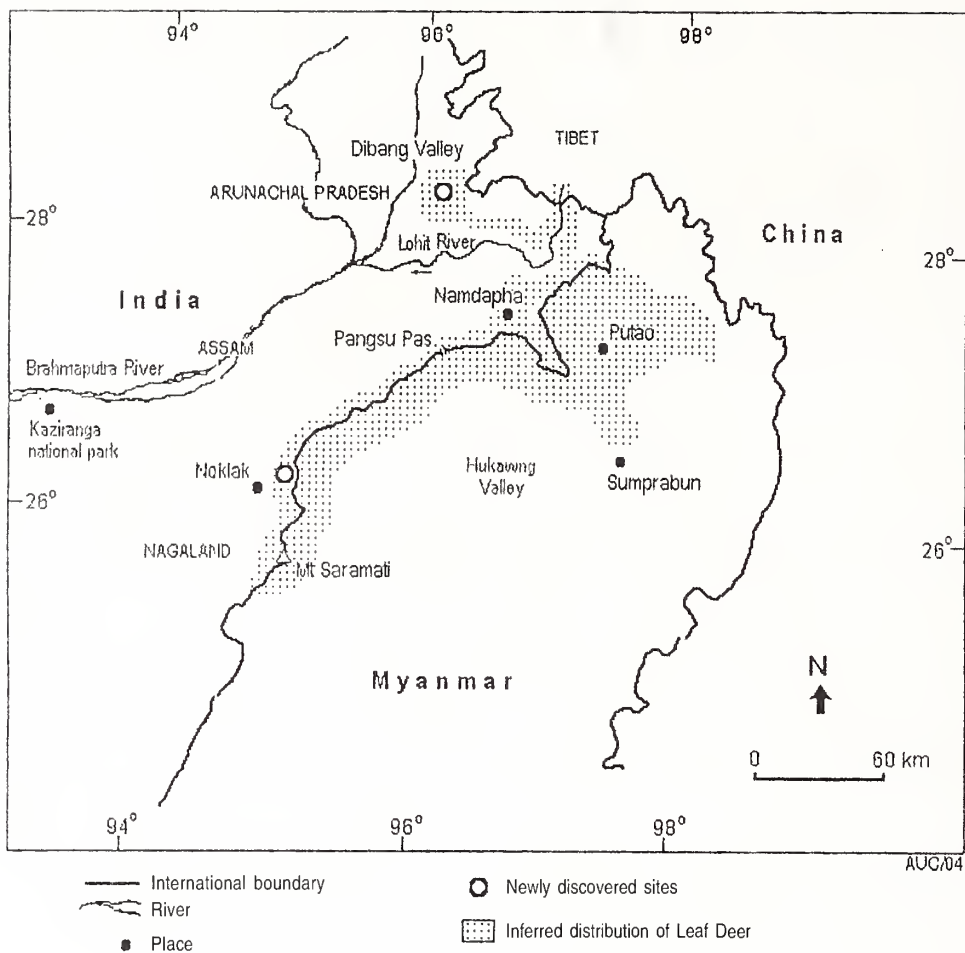 94°
96°
98°
Dibang Valley
TIBET
ARUNACHAL PRADESH
28°
Lohit River
China
28°
India
Namdapha
Pangsu Pas
Putao
ASSAM
Brahmaputra River
Kaziranga
national park
Noklak
Hukawng
Valley
Sumprabun
26°
NAGALAND
Mt Saramati
26°
Myanmar
N
0 60 km
94°
96°
98°
AUG/04
International boundary
River
Place
Newly discovered sites
Inferred distribution of Leaf Deer